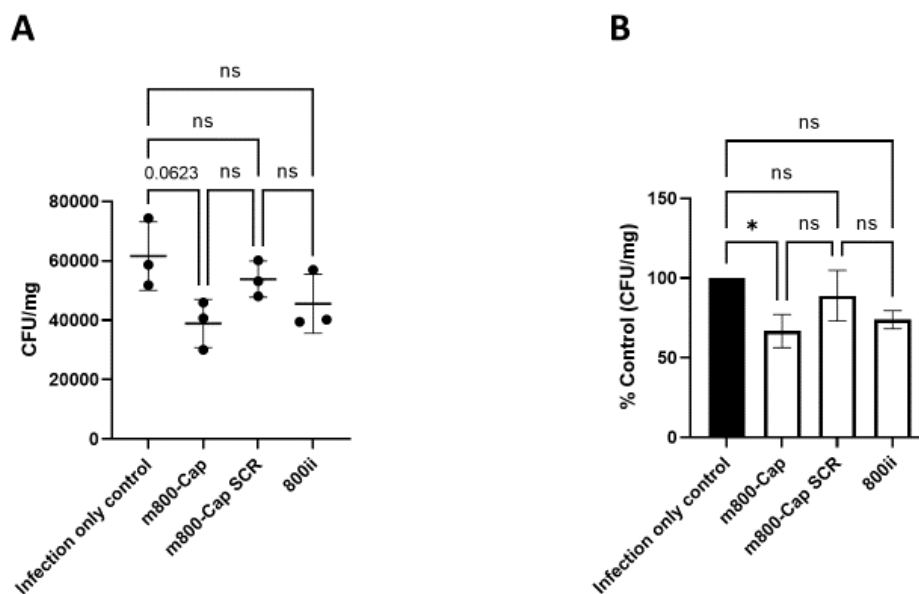 A
ns
ns
0.0623
ns
ns
80000
60000
40000
20000
0
CFU/mg
Infection only control
m800-Cap
m800-Cap SCR
800ii
B
ns
ns
*
ns
ns
150
100
50
0
% Control (CFU/mg)
Infection only control
m800-Cap
m800-Cap SCR
800ii